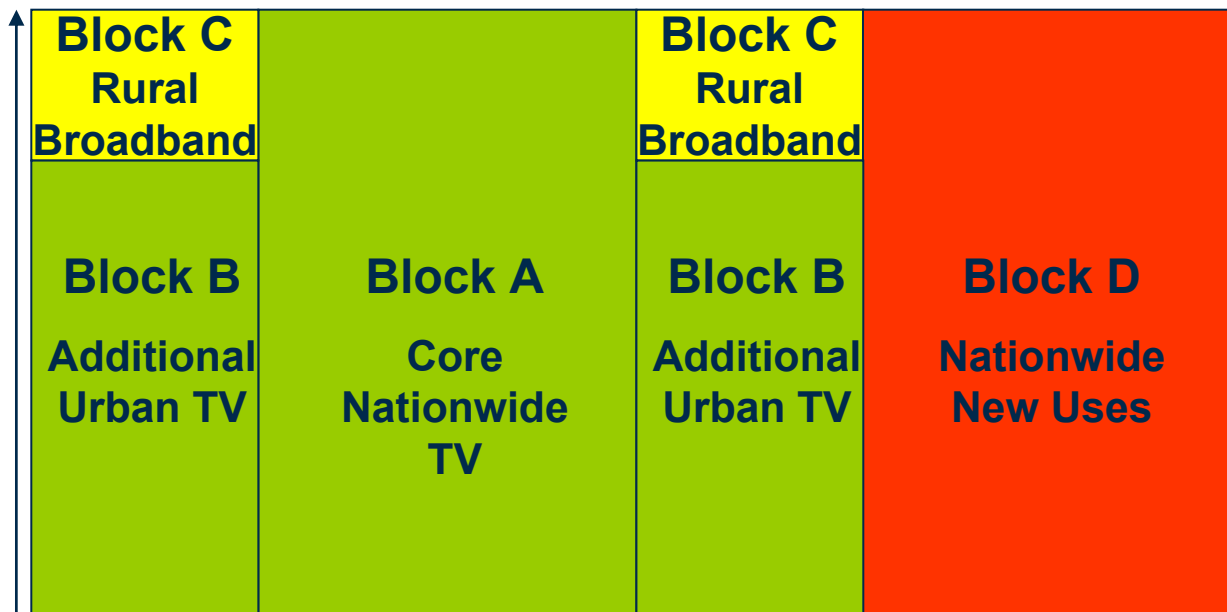 Block C
Rural
Broadband
Block B
Additional
Urban TV
Block A
Core
Nationwide
TV
Block C
Rural
Broadband
Block B
Additional
Urban TV
Block D
Nationwide
New Uses